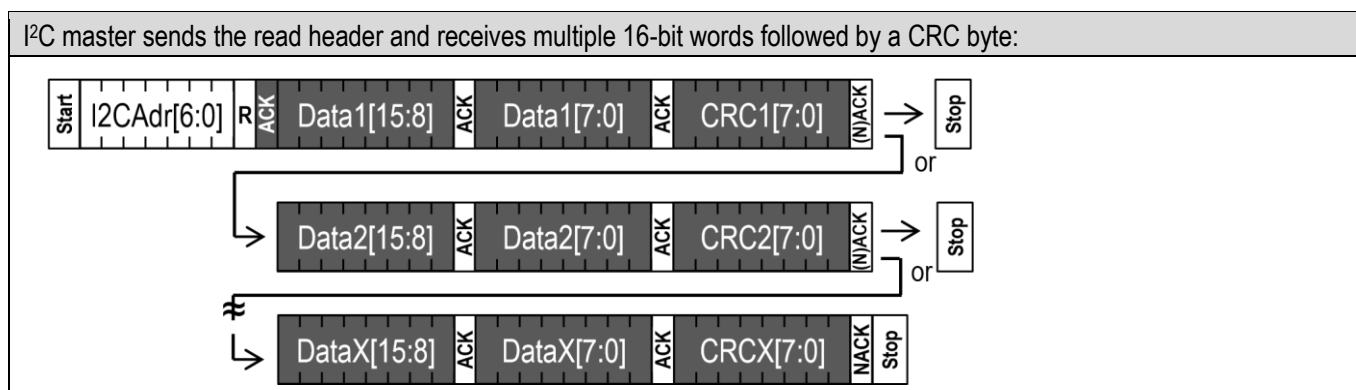 I²C master sends the read header and receives multiple 16-bit words followed by a CRC byte:
Start I2CAdr[6:0] R ACK Data1[15:8] ACK Data1[7:0] ACK CRC1[7:0] (N)ACK Stop
or
Data2[15:8] ACK Data2[7:0] ACK CRC2[7:0] (N)ACK Stop
or
DataX[15:8] ACK DataX[7:0] ACK CRCX[7:0] NACK Stop